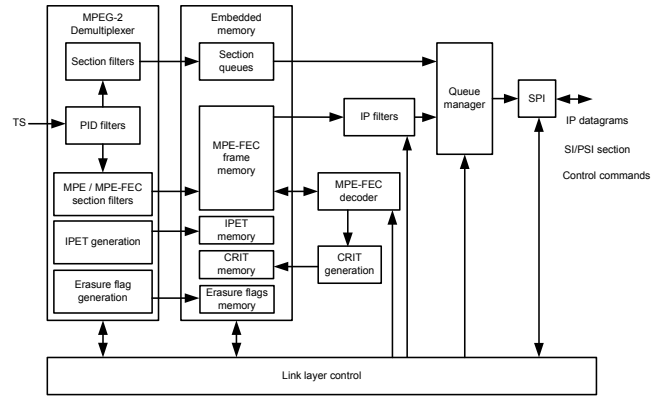 MPEG-2
Demultiplexer
Embedded
memory
Section filters
Section
queues
Queue
manager
SPI
TS
PID filters
IP filters
IP datagrams
MPE-FEC
frame
memory
SI/PSI section
MPE / MPE-FEC
section filters
MPE-FEC
decoder
Control commands
IPET generation
IPET
memory
CRIT
memory
CRIT
generation
Erasure flag
generation
Erasure flags
memory
Link layer control